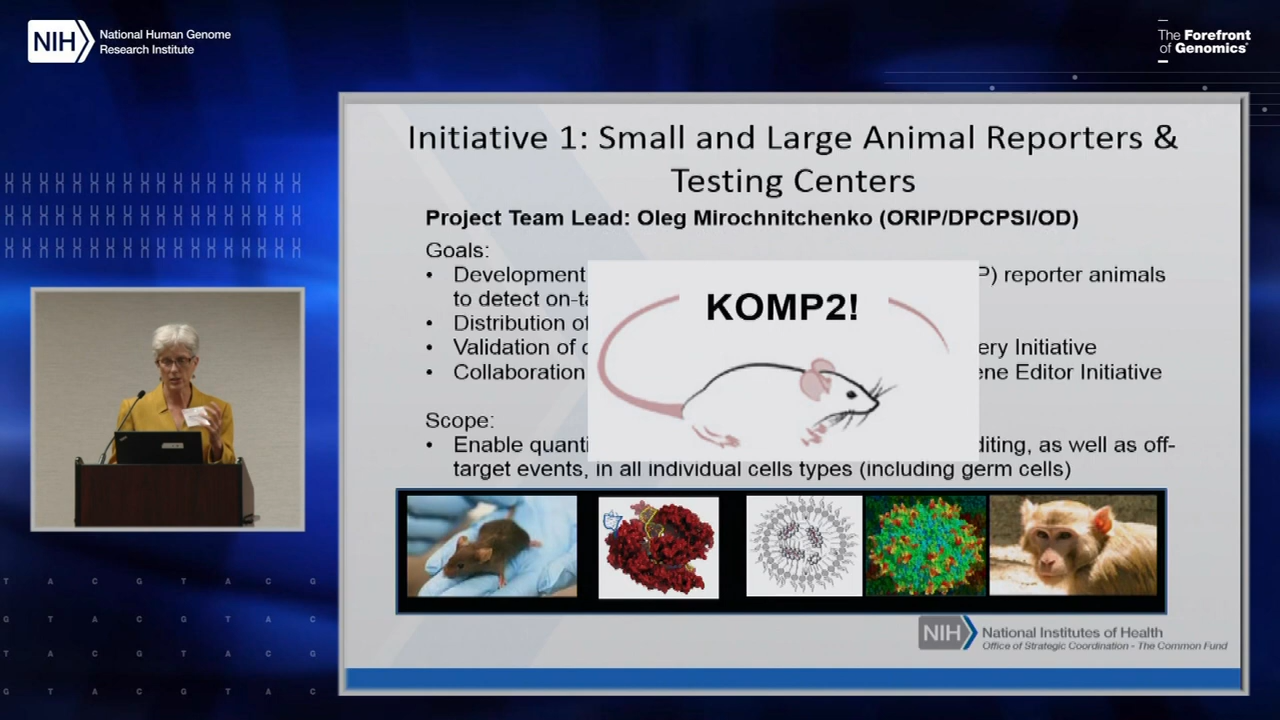 NIH
National Human Genome
Research Institute
The Forefront
of Genomics®
Initiative 1: Small and Large Animal Reporters &
Testing Centers
Project Team Lead: Oleg Mirochnitchenko (ORIP/DPCPSI/OD)
Goals:
• Development P) reporter animals
to detect on-ta
• Distribution of
• Validation of ery Initiative
• Collaboration ene Editor Initiative
KOMP2!
Scope:
• Enable quanti diting, as well as off-
target events, in all individual cells types (including germ cells)
NIH
National Institutes of Health
Office of Strategic Coordination - The Common Fund
T A C G T A C G
G T A C G T A C
T A C G T A C G
G T A C G T A C